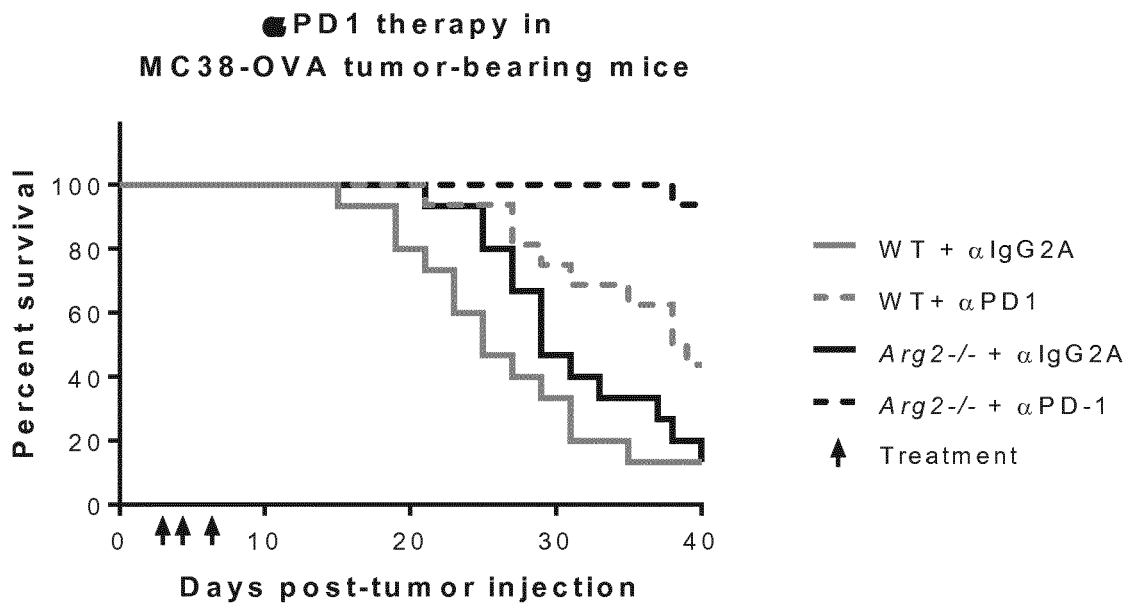 αPD1 therapy in
MC38-OVA tumor-bearing mice
Percent survival
100
80
60
40
20
0
0 10 20 30 40
Days post-tumor injection
WT + αIgG2A
WT+ αPD1
Arg2-/- + αIgG2A
Arg2-/- + αPD-1
Treatment